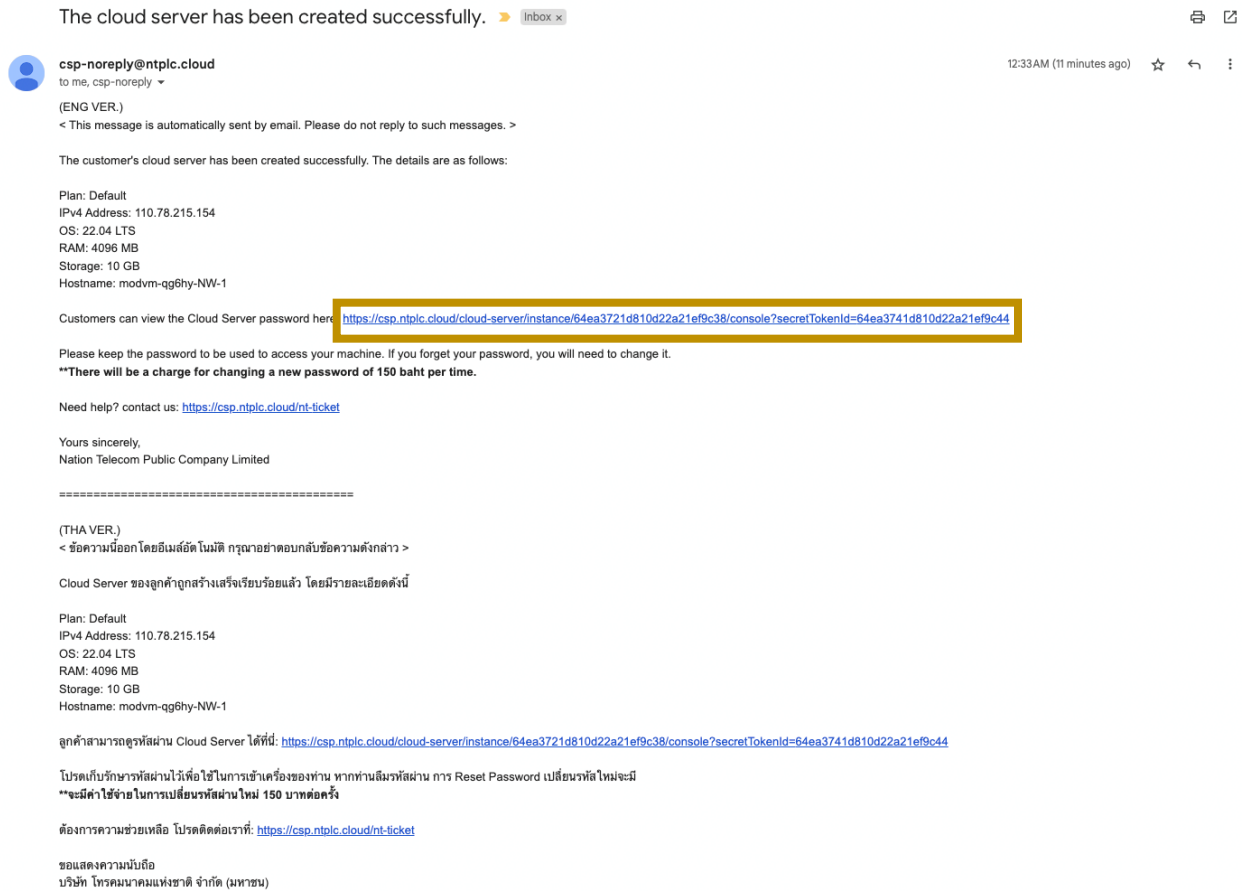 The cloud server has been created successfully. Inbox ×
csp-noreply@ntplc.cloud 12:33 AM (11 minutes ago)
to me, csp-noreply
(ENG VER.)
< This message is automatically sent by email. Please do not reply to such messages. >
The customer's cloud server has been created successfully. The details are as follows:
Plan: Default
IPv4 Address: 110.78.215.154
OS: 22.04 LTS
RAM: 4096 MB
Storage: 10 GB
Hostname: modvm-qg6hy-NW-1
Customers can view the Cloud Server password here https://csp.ntplc.cloud/cloud-server/instance/64ea3721d810d22a21ef9c38/console?secretTokenId=64ea3741d810d22a21ef9c44
Please keep the password to be used to access your machine. If you forget your password, you will need to change it.
**There will be a charge for changing a new password of 150 baht per time.
Need help? contact us: https://csp.ntplc.cloud/nt-ticket
Yours sincerely,
Nation Telecom Public Company Limited
===========================================
(THA VER.)
< ข้อความนี้ออกโดยอีเมล์อัตโนมัติ กรุณาอย่าตอบกลับข้อความดังกล่าว >
Cloud Server ของลูกค้าถูกสร้างเสร็จเรียบร้อยแล้ว โดยมีรายละเอียดดังนี้
Plan: Default
IPv4 Address: 110.78.215.154
OS: 22.04 LTS
RAM: 4096 MB
Storage: 10 GB
Hostname: modvm-qg6hy-NW-1
ลูกค้าสามารถดูรหัสผ่าน Cloud Server ได้ที่นี่: https://csp.ntplc.cloud/cloud-server/instance/64ea3721d810d22a21ef9c38/console?secretTokenId=64ea3741d810d22a21ef9c44
โปรดเก็บรักษารหัสผ่านไว้เพื่อใช้ในการเข้าเครื่องของท่าน หากท่านลืมรหัสผ่าน การ Reset Password เปลี่ยนรหัสใหม่จะมี
**จะมีค่าใช้จ่ายในการเปลี่ยนรหัสผ่านใหม่ 150 บาทต่อครั้ง
ต้องการความช่วยเหลือ โปรดติดต่อเราที่: https://csp.ntplc.cloud/nt-ticket
ขอแสดงความนับถือ
บริษัท โทรคมนาคมแห่งชาติ จำกัด (มหาชน)